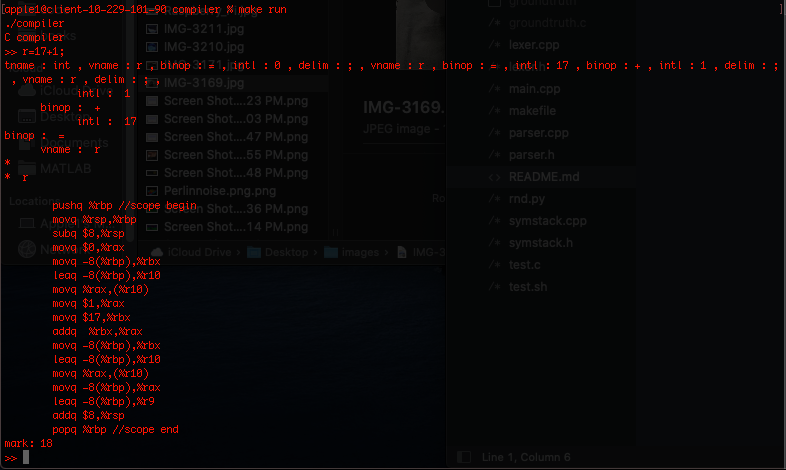 [apple1@client-10-229-101-90 compiler % make run ]
./compiler
C compiler
>> r=17+1;
tname : int , vname : r , binop : = , intl : 0 , delim : ; , vname : r , binop : = , intl : 17 , binop : + , intl : 1 , delim : ;
, vname : r , delim : ; ,
intl : 1
binop : +
intl : 17
binop : =
vname : r
*
* r
pushq %rbp //scope begin
movq %rsp,%rbp
subq $8,%rsp
movq $0,%rax
movq -8(%rbp),%rbx
leaq -8(%rbp),%r10
movq %rax,(%r10)
movq $1,%rax
movq $17,%rbx
addq %rbx,%rax
movq -8(%rbp),%rbx
leaq -8(%rbp),%r10
movq %rax,(%r10)
movq -8(%rbp),%rax
leaq -8(%rbp),%r9
addq $8,%rsp
popq %rbp //scope end
mark: 18
>>
iCloud
Desktop
Documents
MATLAB
Locations
IMG-3211.jpg
IMG-3210.jpg
IMG-3171.jpg
IMG-3169.jpg
Screen Shot....23 PM.png
Screen Shot....03 PM.png
Screen Shot....47 PM.png
Screen Shot....55 PM.png
Screen Shot....48 PM.png
Perlinnoise.png.png
Screen Shot....36 PM.png
Screen Shot....14 PM.png
iCloud Drive › Desktop › Images › IMG-3
IMG-3169.
JPEG image -
groundtruth
groundtruth.c
lexer.cpp
lexer.h
main.cpp
makefile
parser.cpp
parser.h
README.md
rnd.py
symstack.cpp
symstack.h
test.c
test.sh
Line 1, Column 6